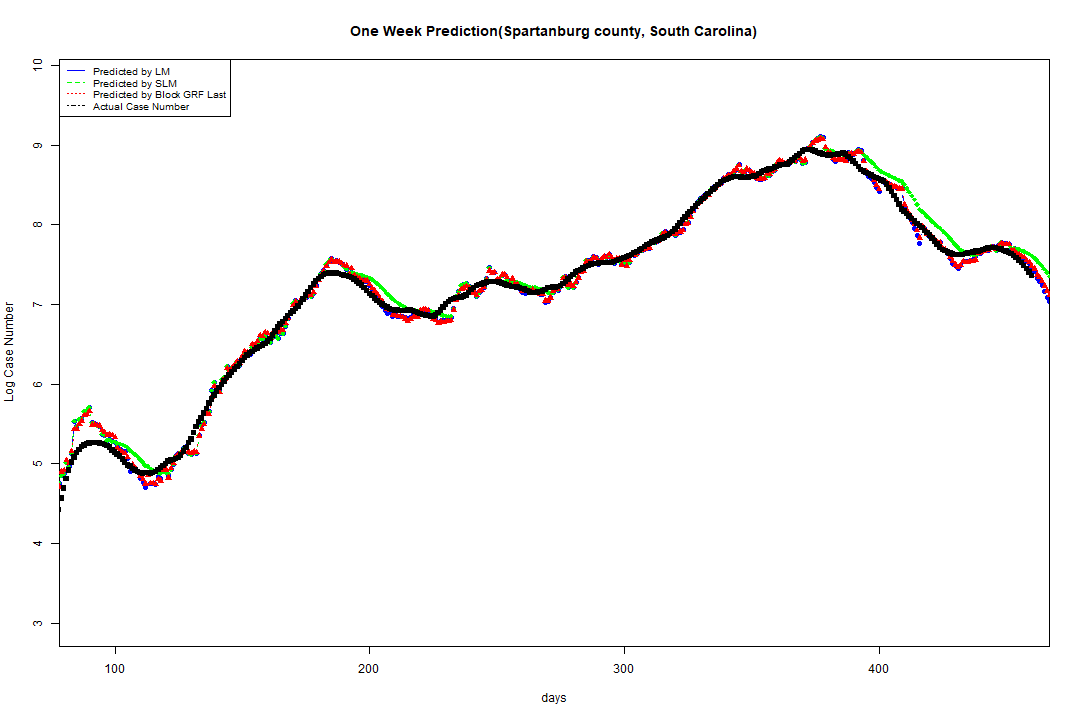 One Week Prediction(Spartanburg county, South Carolina)
Predicted by LM
Predicted by SLM
Predicted by Block GRF Last
Actual Case Number
Log Case Number
10
9
8
7
6
5
4
3
100 200 300 400
days